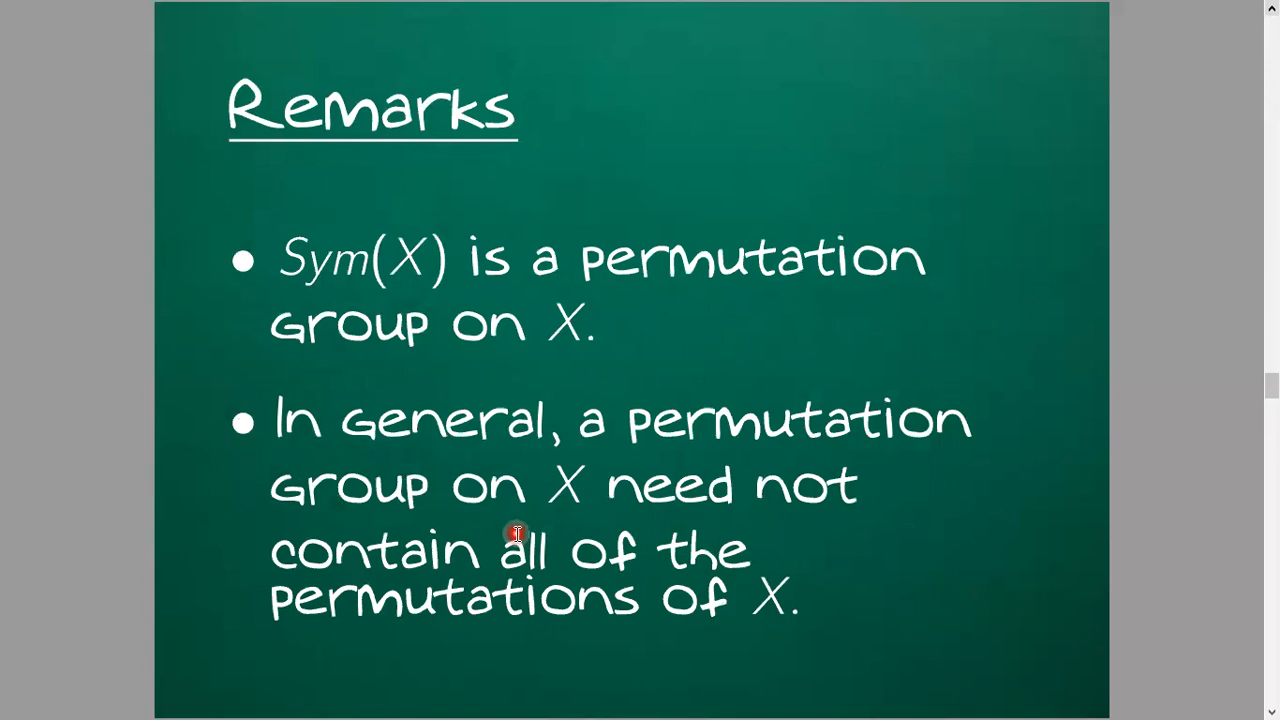 Remarks
• Sym(X) is a permutation
group on X.
• In general, a permutation
group on X need not
contain all of the
permutations of X.